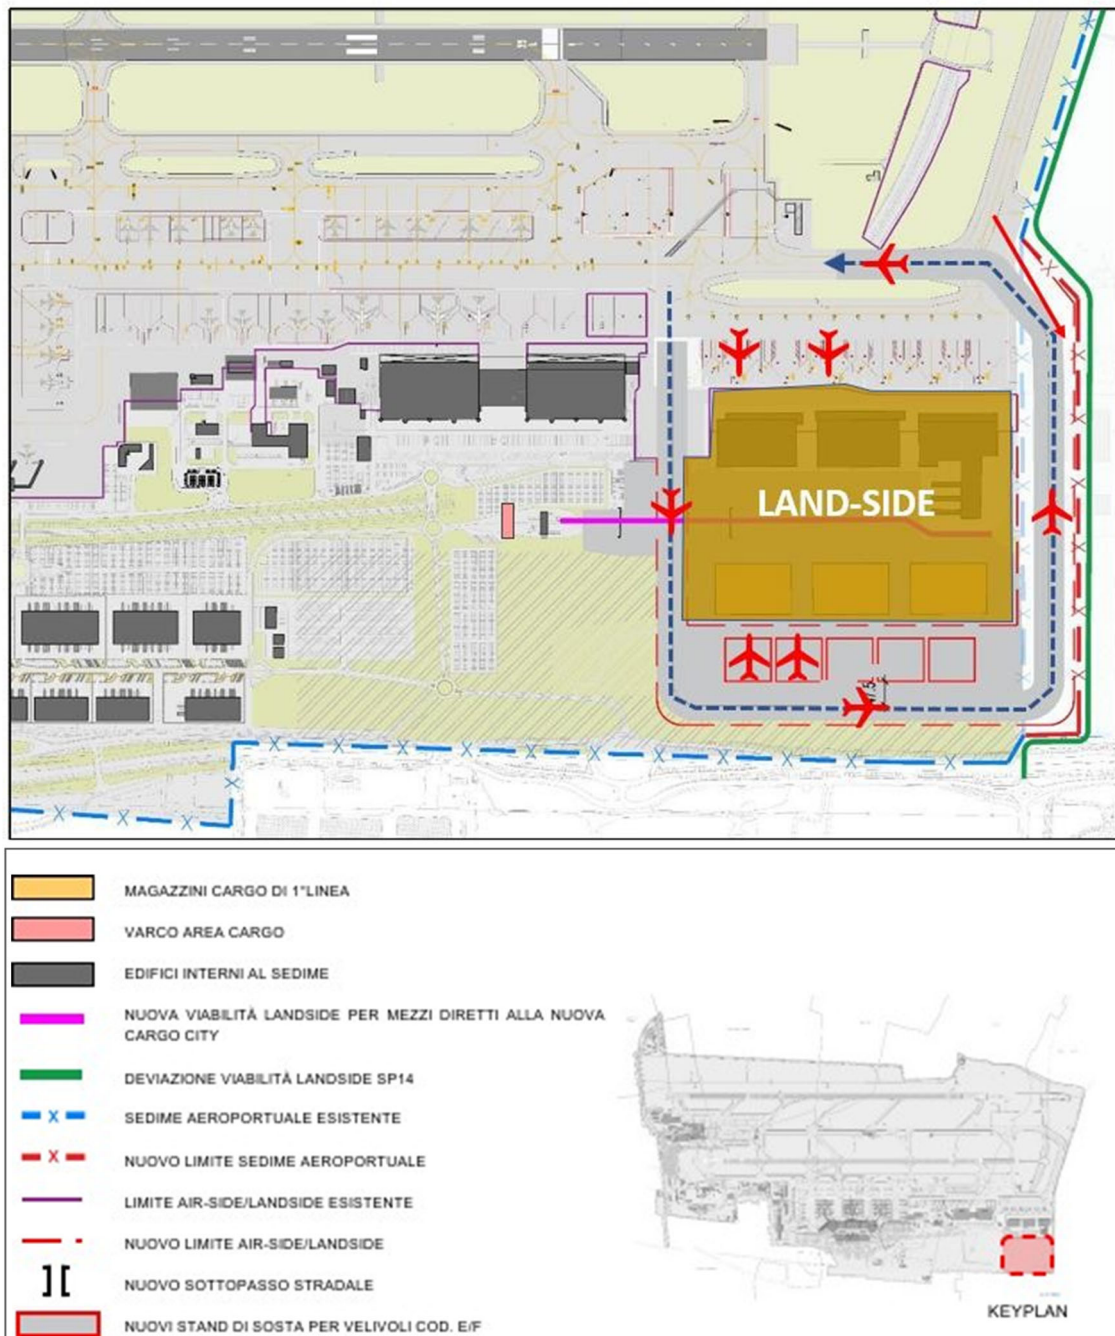 LAND-SIDE
MAGAZZINI CARGO DI 1°LINEA
VARCO AREA CARGO
EDIFICI INTERNI AL SEDIME
NUOVA VIABILITÀ LANDSIDE PER MEZZI DIRETTI ALLA NUOVA
CARGO CITY
DEVIAZIONE VIABILITÀ LANDSIDE SP14
SEDIME AEROPORTUALE ESISTENTE
NUOVO LIMITE SEDIME AEROPORTUALE
LIMITE AIR-SIDE/LANDSIDE ESISTENTE
NUOVO LIMITE AIR-SIDE/LANDSIDE
NUOVO SOTTOPASSO STRADALE
NUOVI STAND DI SOSTA PER VELIVOLI COD. E/F
KEYPLAN